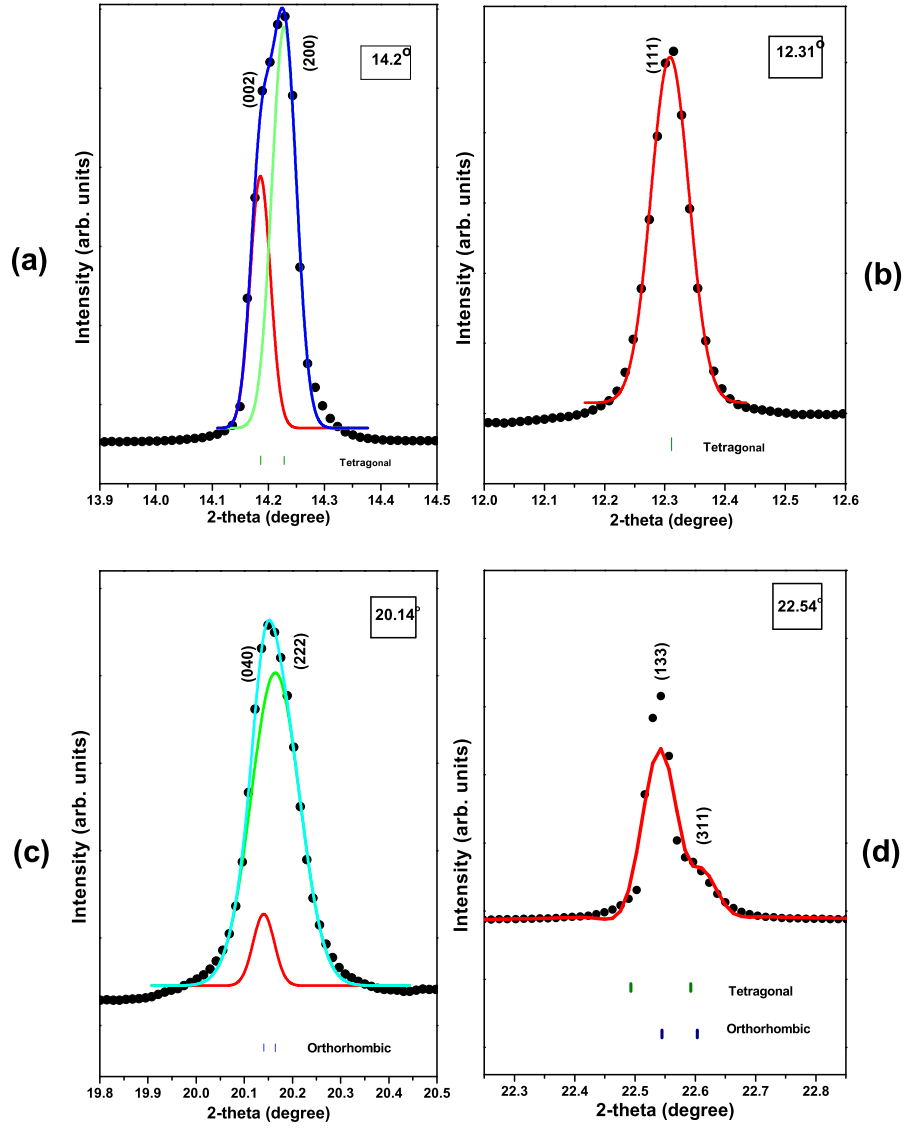 (a)
Intensity (arb. units)
(002)
(200)
14.2°
Tetragonal
13.9 14.0 14.1 14.2 14.3 14.4 14.5
2-theta (degree)
(b)
Intensity (arb. units)
(111)
12.31°
Tetragonal
12.0 12.1 12.2 12.3 12.4 12.5 12.6
2-theta (degree)
(c)
Intensity (arb. units)
(040)
(222)
20.14°
Orthorhombic
19.8 19.9 20.0 20.1 20.2 20.3 20.4 20.5
2-theta (degree)
(d)
Intensity (arb. units)
(133)
(311)
22.54°
Tetragonal
Orthorhombic
22.3 22.4 22.5 22.6 22.7 22.8
2-theta (degree)